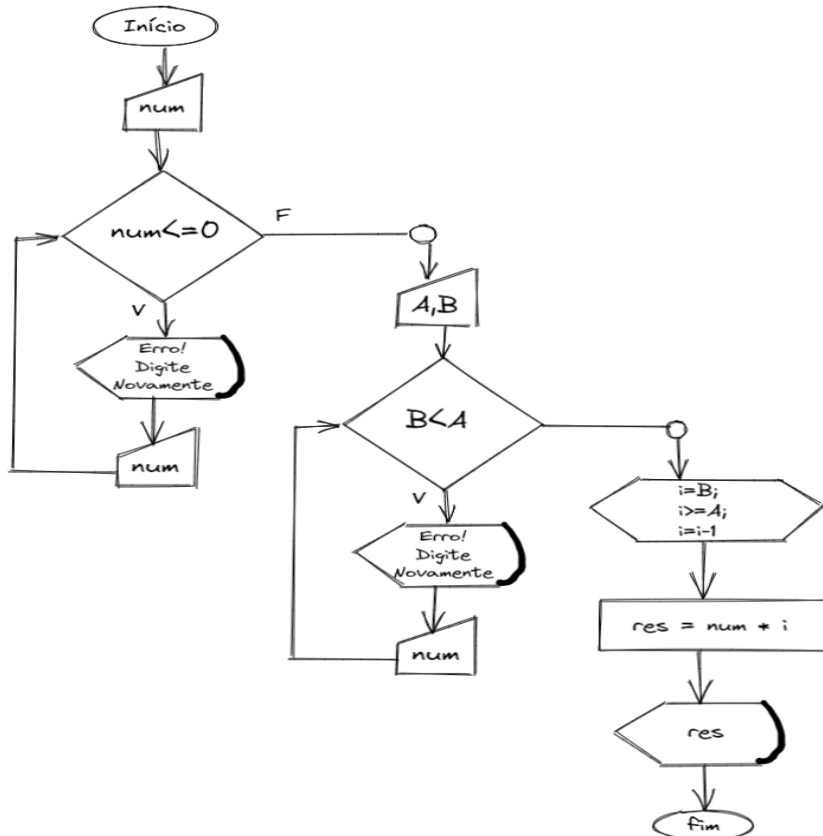 Início
num
num<=0
F
V
Erro!
Digite
Novamente
num
A,B
B<A
V
Erro!
Digite
Novamente
num
i=B;
i>=A;
i=i-1
res = num * i
res
fim